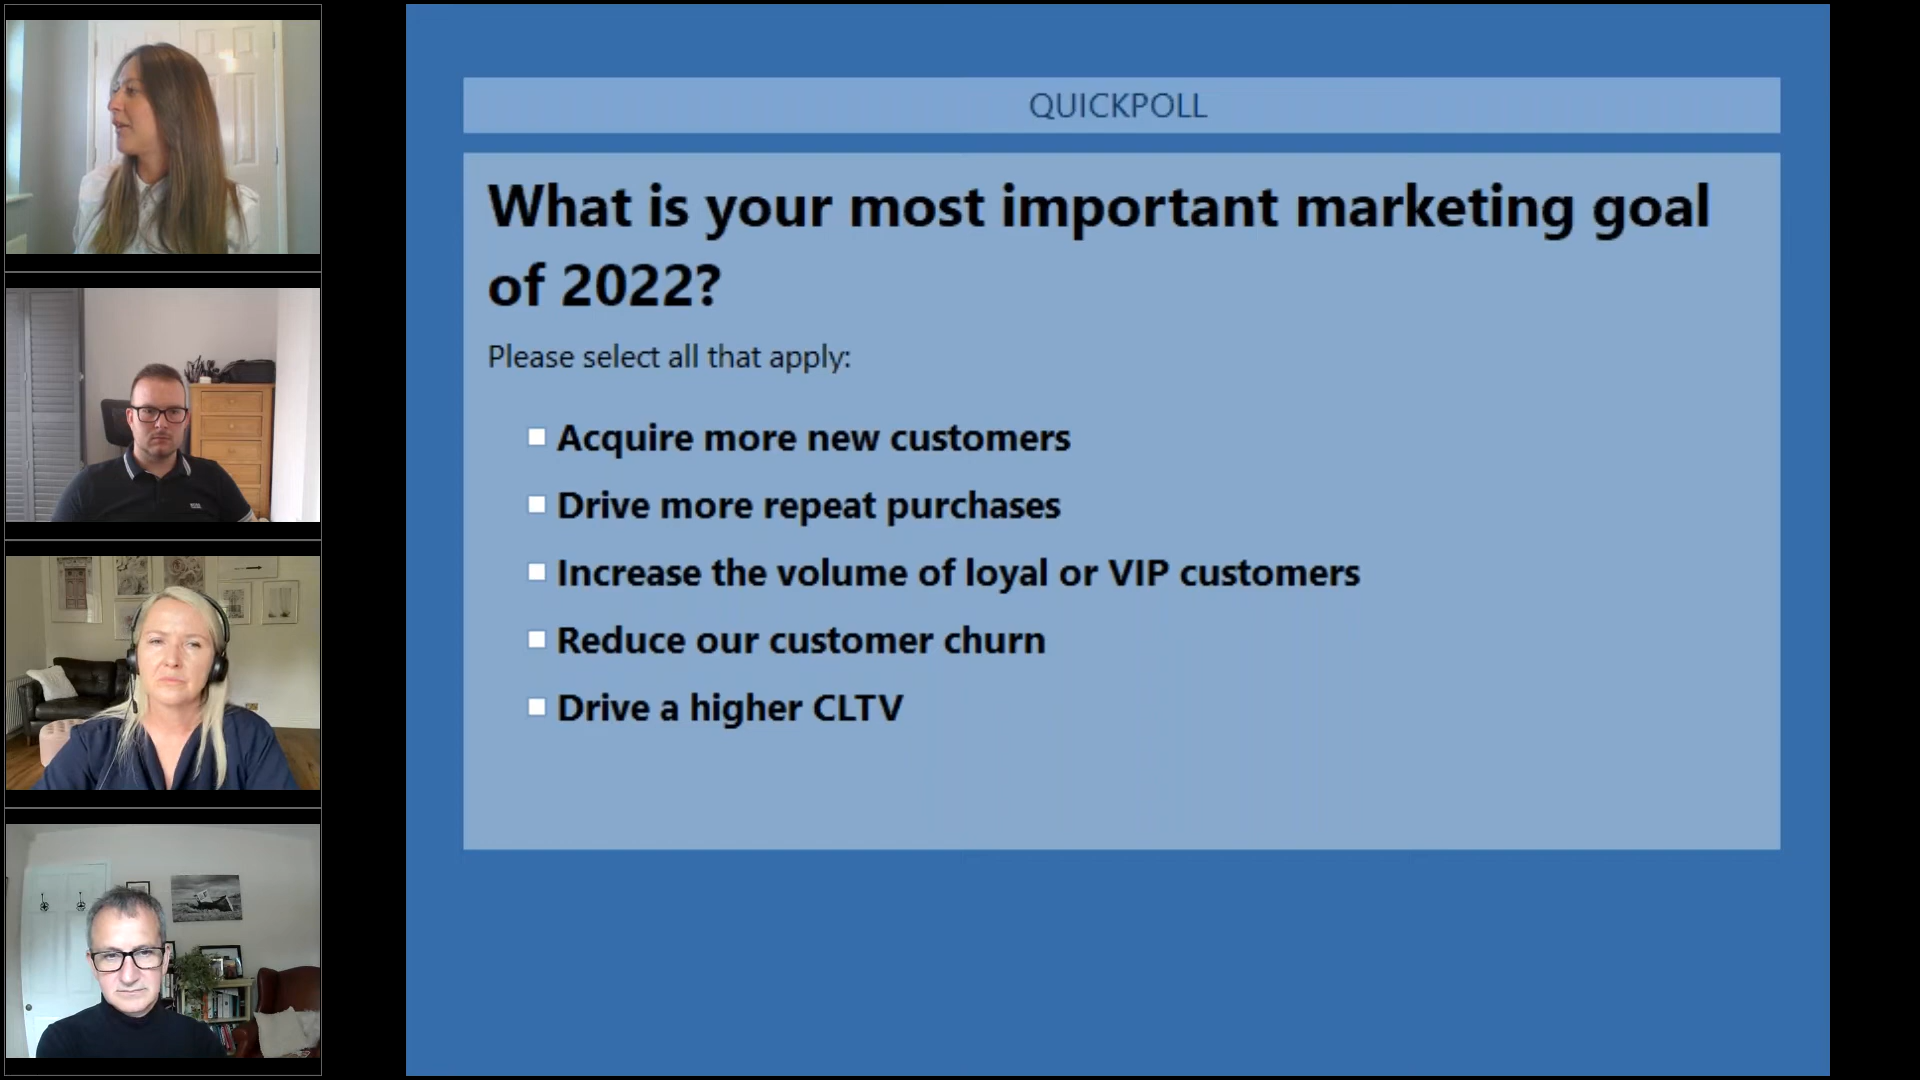 QUICKPOLL
What is your most important marketing goal
of 2022?
Please select all that apply:
Acquire more new customers
Drive more repeat purchases
Increase the volume of loyal or VIP customers
Reduce our customer churn
Drive a higher CLTV